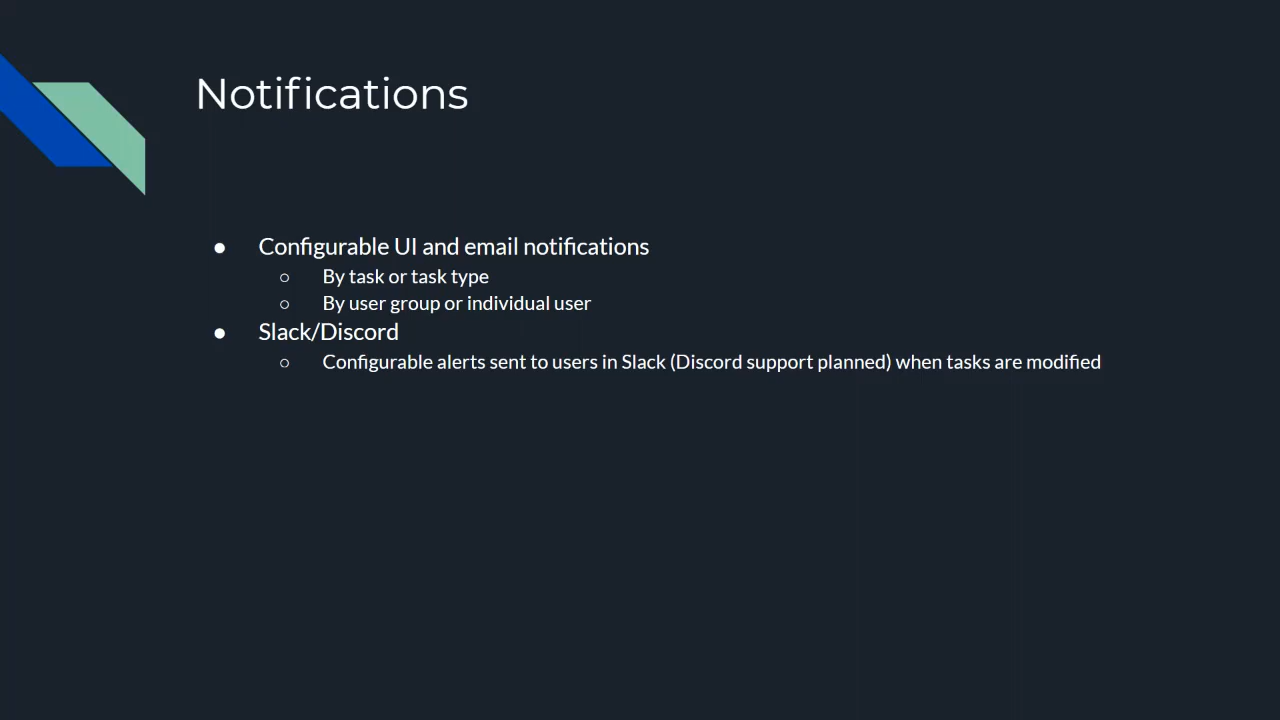 Notifications
● Configurable UI and email notifications
○ By task or task type
○ By user group or individual user
● Slack/Discord
○ Configurable alerts sent to users in Slack (Discord support planned) when tasks are modified